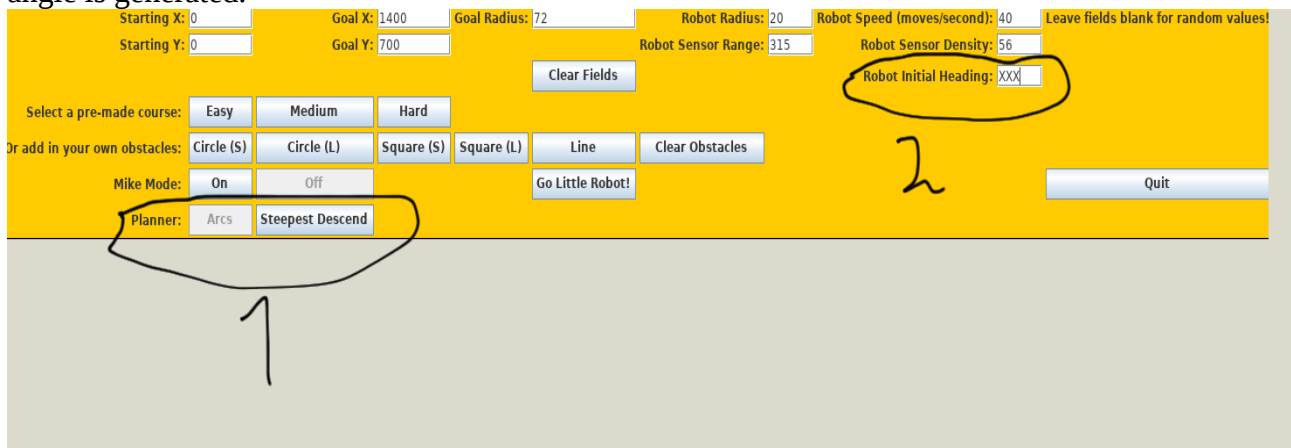 angle is generated.
Starting X: 0 Goal X: 1400 Goal Radius: 72 Robot Radius: 20 Robot Speed (moves/second): 40 Leave fields blank for random values!
Starting Y: 0 Goal Y: 700 Robot Sensor Range: 315 Robot Sensor Density: 56
Clear Fields Robot Initial Heading: XXX
Select a pre-made course: Easy Medium Hard
Or add in your own obstacles: Circle (S) Circle (L) Square (S) Square (L) Line Clear Obstacles
2
Mike Mode: On Off Go Little Robot! Quit
Planner: Arcs Steepest Descend
1